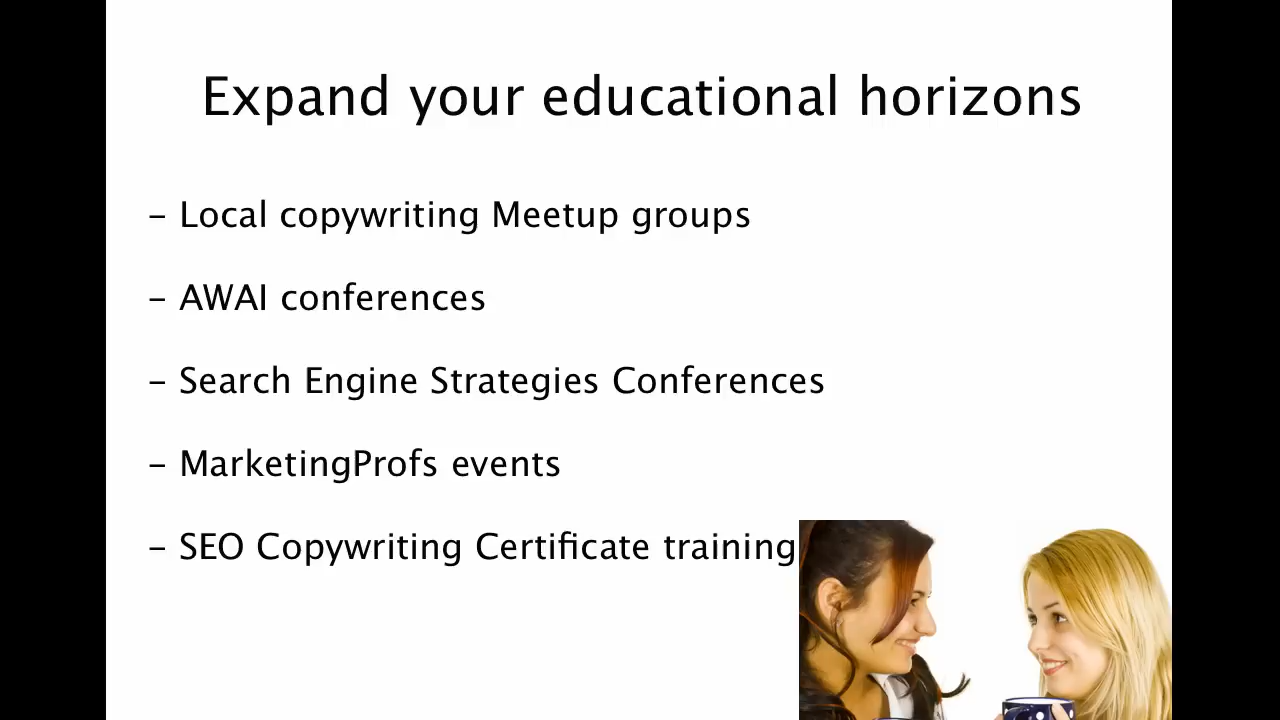 Expand your educational horizons
– Local copywriting Meetup groups
– AWAI conferences
– Search Engine Strategies Conferences
– MarketingProfs events
– SEO Copywriting Certificate training